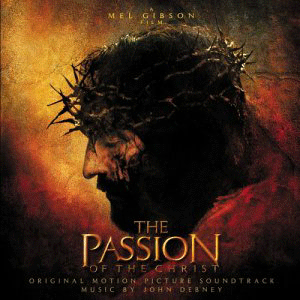 A
MEL GIBSON
FILM
THE
PASSION
OF THE CHRIST
ORIGINAL MOTION PICTURE SOUNDTRACK
MUSIC BY JOHN DEBNEY